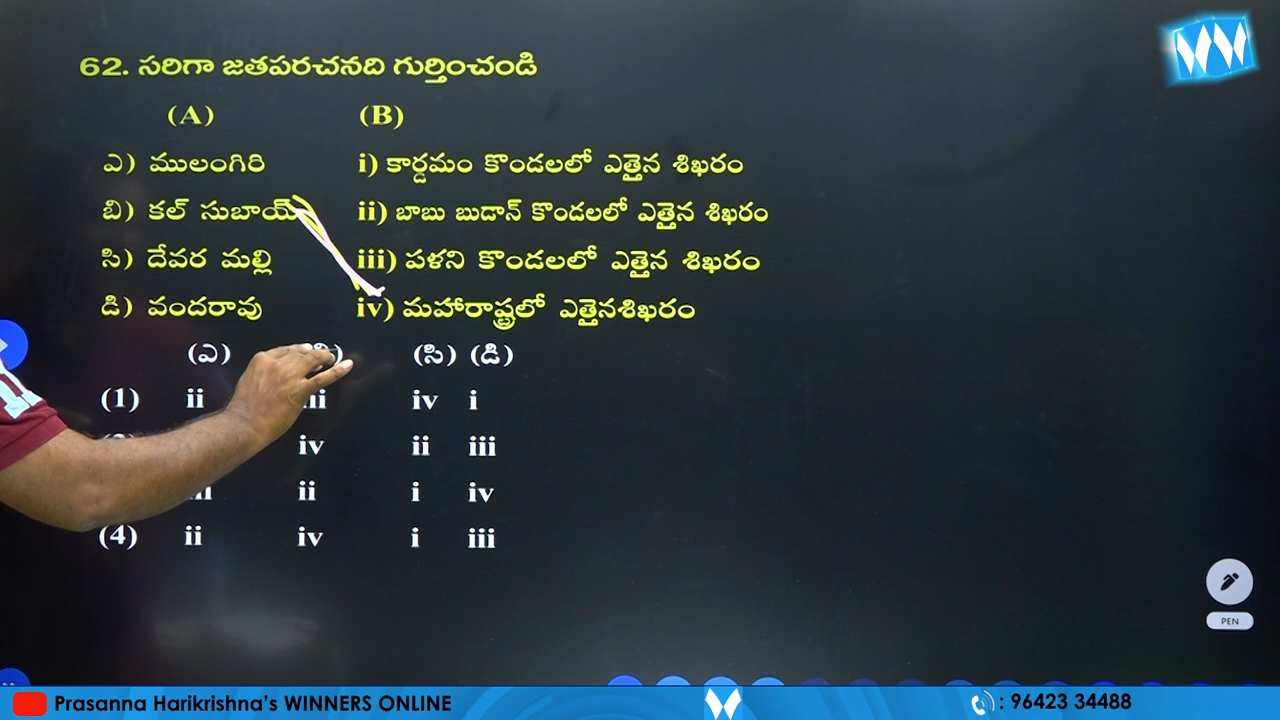 62. సరిగా జతపరచనది గుర్తించండి
(A) (B)
ఎ) ములంగిరి i) కార్డమం కొండలలో ఎత్తైన శిఖరం
బి) కల్ సుబాయ్ ii) బాబు బుడాన్ కొండలలో ఎత్తైన శిఖరం
సి) దేవర మల్లి iii) పళని కొండలలో ఎత్తైన శిఖరం
డి) వందరావు iv) మహారాష్ట్రలో ఎత్తైనశిఖరం
(ఎ) (సి) (డి)
(1) ii iv i
iv ii iii
ii i iv
(4) ii iv i iii
PEN
Prasanna Harikrishna's WINNERS ONLINE : 96423 34488